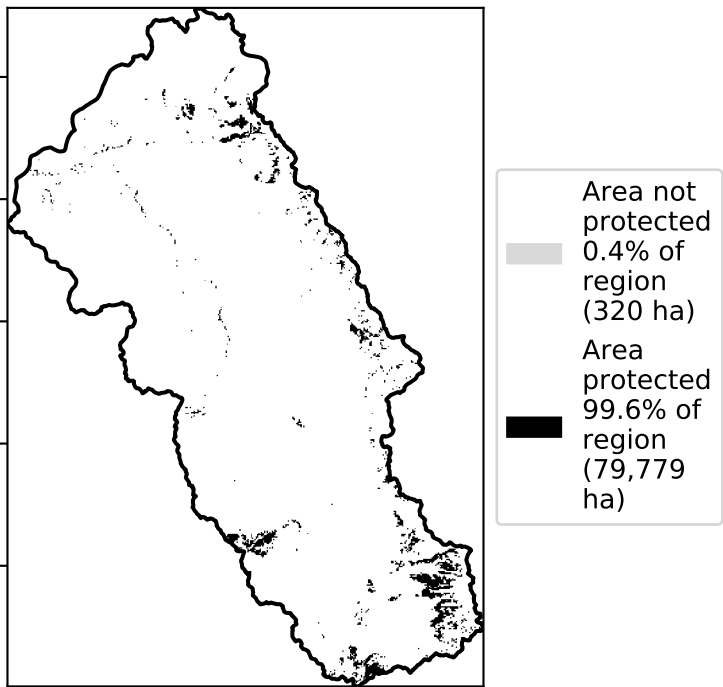 Area not
protected
0.4% of
region
(320 ha)
Area
protected
99.6% of
region
(79,779
ha)